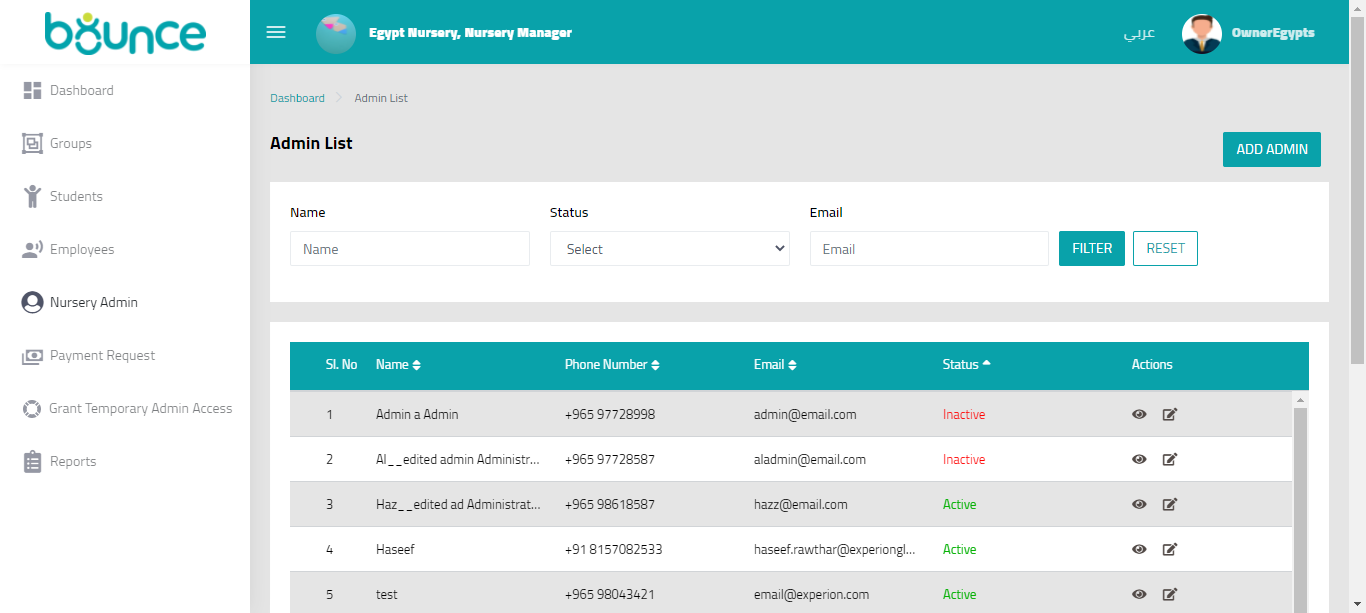 bounce
Egypt Nursery, Nursery Manager
عربي
OwnerEgypts
Dashboard
Groups
Students
Employees
Nursery Admin
Payment Request
Grant Temporary Admin Access
Reports
Dashboard Admin List
Admin List
ADD ADMIN
Name Status Email
Name Select Email FILTER RESET
Sl. No Name Phone Number Email Status Actions
1 Admin a Admin +965 97728998 admin@email.com Inactive
2 Al__edited admin Administr... +965 97728587 aladmin@email.com Inactive
3 Haz__edited ad Administrat... +965 98618587 hazz@email.com Active
4 Haseef +91 8157082533 haseef.rawthar@experiongl... Active
5 test +965 98043421 email@experion.com Active